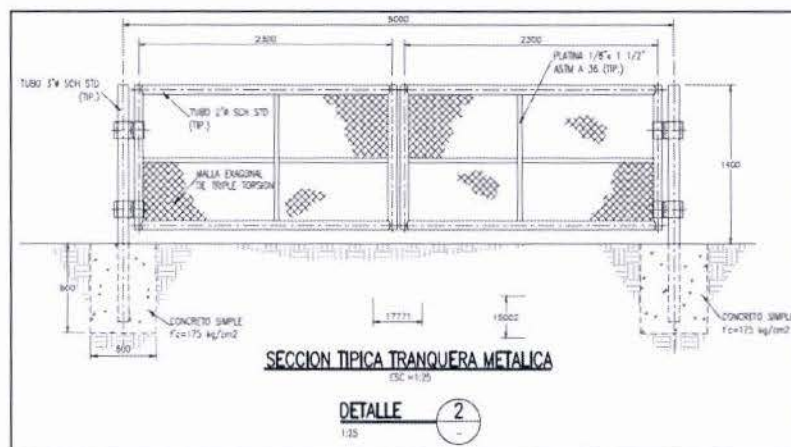 5000
2300
2300
PLATINA 1/8"x 1 1/2"
ASTM A 36 (TIP.)
TUBO 3"ø SCH STD
(TIP.)
TUBO 2"ø SCH STD
(TIP.)
1400
MALLA EXAGONAL
DE TRIPLE TORSION
800
17771
15002
CONCRETO SIMPLE
f'c=175 kg/cm2
CONCRETO SIMPLE
f'c=175 kg/cm2
600
SECCION TIPICA TRANQUERA METALICA
ESC =1:25
DETALLE 2
1:25 -